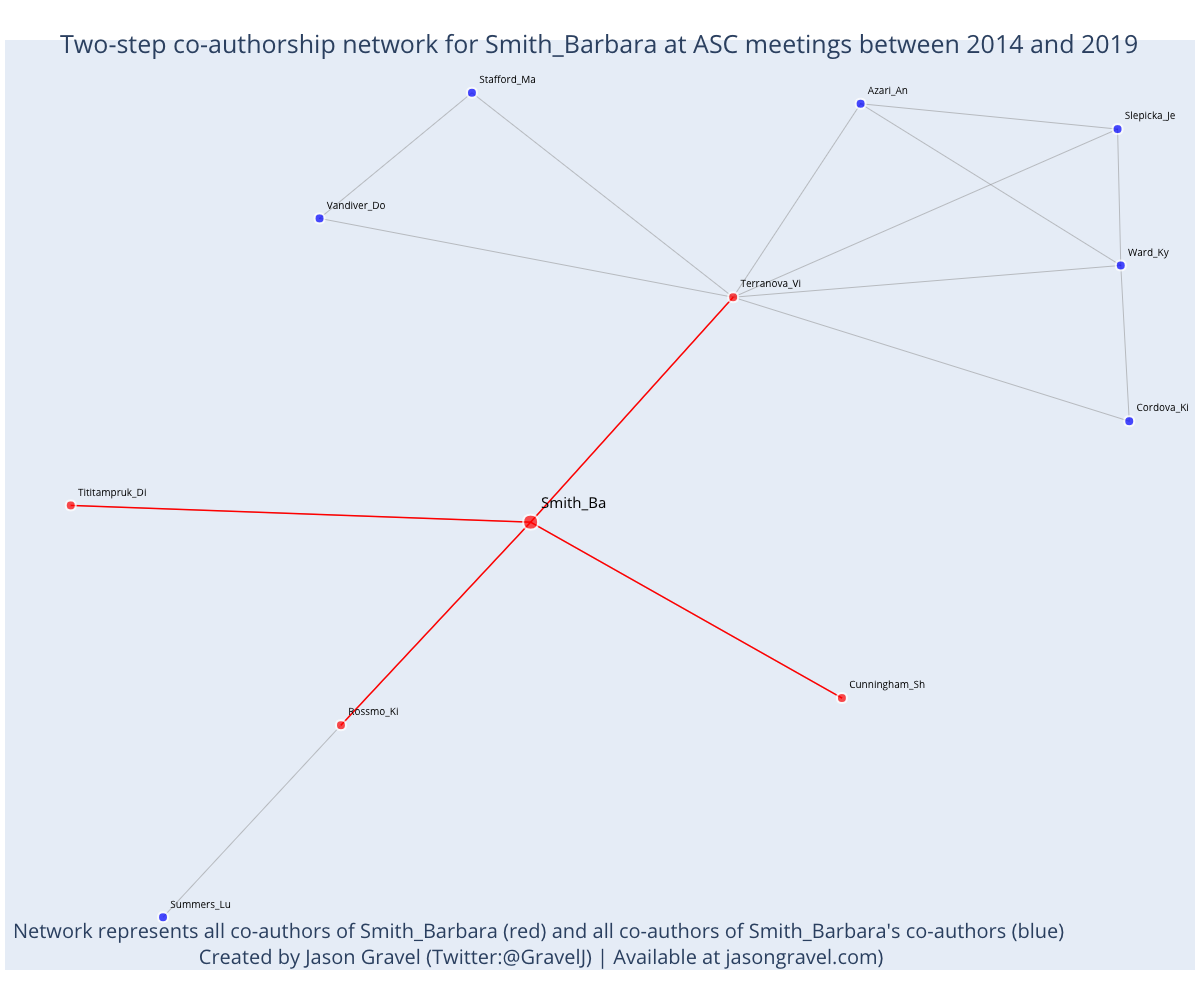 Two-step co-authorship network for Smith_Barbara at ASC meetings between 2014 and 2019
Stafford_Ma
Azari_An
Slepicka_Je
Vandiver_Do
Ward_Ky
Terranova_Vi
Cordova_Ki
Tititampruk_Di
Smith_Ba
Cunningham_Sh
Rossmo_Ki
Summers_Lu
Network represents all co-authors of Smith_Barbara (red) and all co-authors of Smith_Barbara's co-authors (blue)
Created by Jason Gravel (Twitter:@GravelJ) | Available at jasongravel.com)